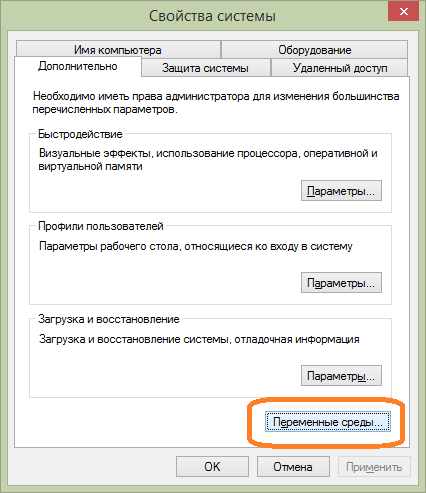 Свойства системы
Имя компьютера
Оборудование
Дополнительно
Защита системы
Удаленный доступ
Необходимо иметь права администратора для изменения большинства
перечисленных параметров.
Быстродействие
Визуальные эффекты, использование процессора, оперативной и
виртуальной памяти
Параметры...
Профили пользователей
Параметры рабочего стола, относящиеся ко входу в систему
Параметры...
Загрузка и восстановление
Загрузка и восстановление системы, отладочная информация
Параметры...
Переменные среды...
OK
Отмена
Применить